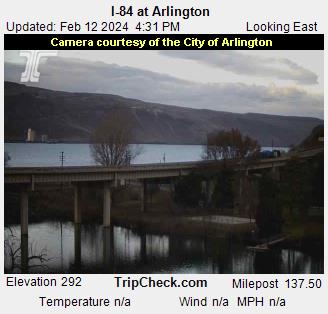 I-84 at Arlington
Updated: Feb 12 2024 4:31 PM Looking East
Camera courtesy of the City of Arlington
Elevation 292 TripCheck.com Milepost 137.50
Temperature n/a Wind n/a MPH n/a